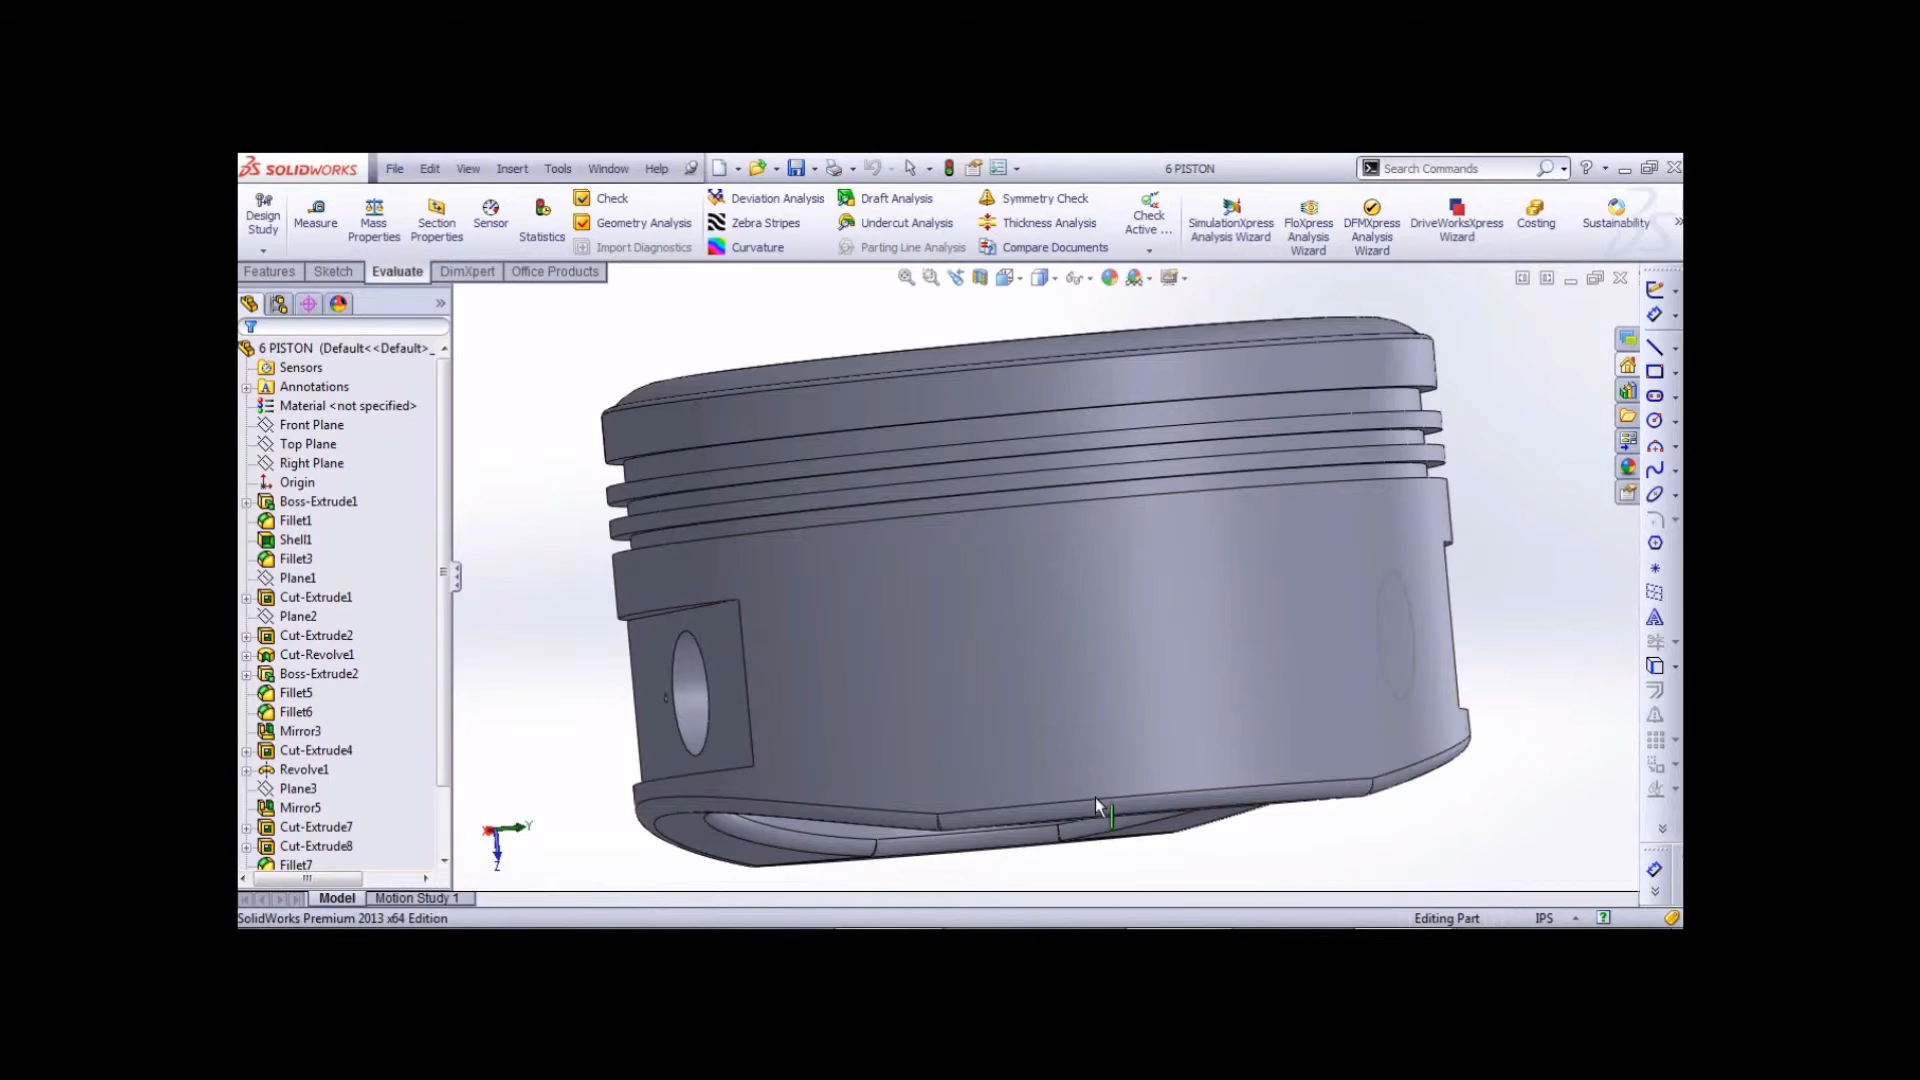 SOLIDWORKS File Edit View Insert Tools Window Help 6 PISTON Search Commands ?
Design Study Measure Mass Properties Section Properties Sensor Statistics
Check Geometry Analysis Import Diagnostics
Deviation Analysis Zebra Stripes Curvature
Draft Analysis Undercut Analysis Parting Line Analysis
Symmetry Check Thickness Analysis Compare Documents
Check Active ... SimulationXpress Analysis Wizard FloXpress Analysis Wizard DFMXpress Analysis Wizard DriveWorksXpress Wizard Costing Sustainability »
Features Sketch Evaluate DimXpert Office Products
»
6 PISTON (Default<<Default>_
Sensors
Annotations
Material <not specified>
Front Plane
Top Plane
Right Plane
Origin
Boss-Extrude1
Fillet1
Shell1
Fillet3
Plane1
Cut-Extrude1
Plane2
Cut-Extrude2
Cut-Revolve1
Boss-Extrude2
Fillet5
Fillet6
Mirror3
Cut-Extrude4
Revolve1
Plane3
Mirror5
Cut-Extrude7
Cut-Extrude8
Fillet7
Y
X
Z
Model Motion Study 1
SolidWorks Premium 2013 x64 Edition Editing Part IPS ?